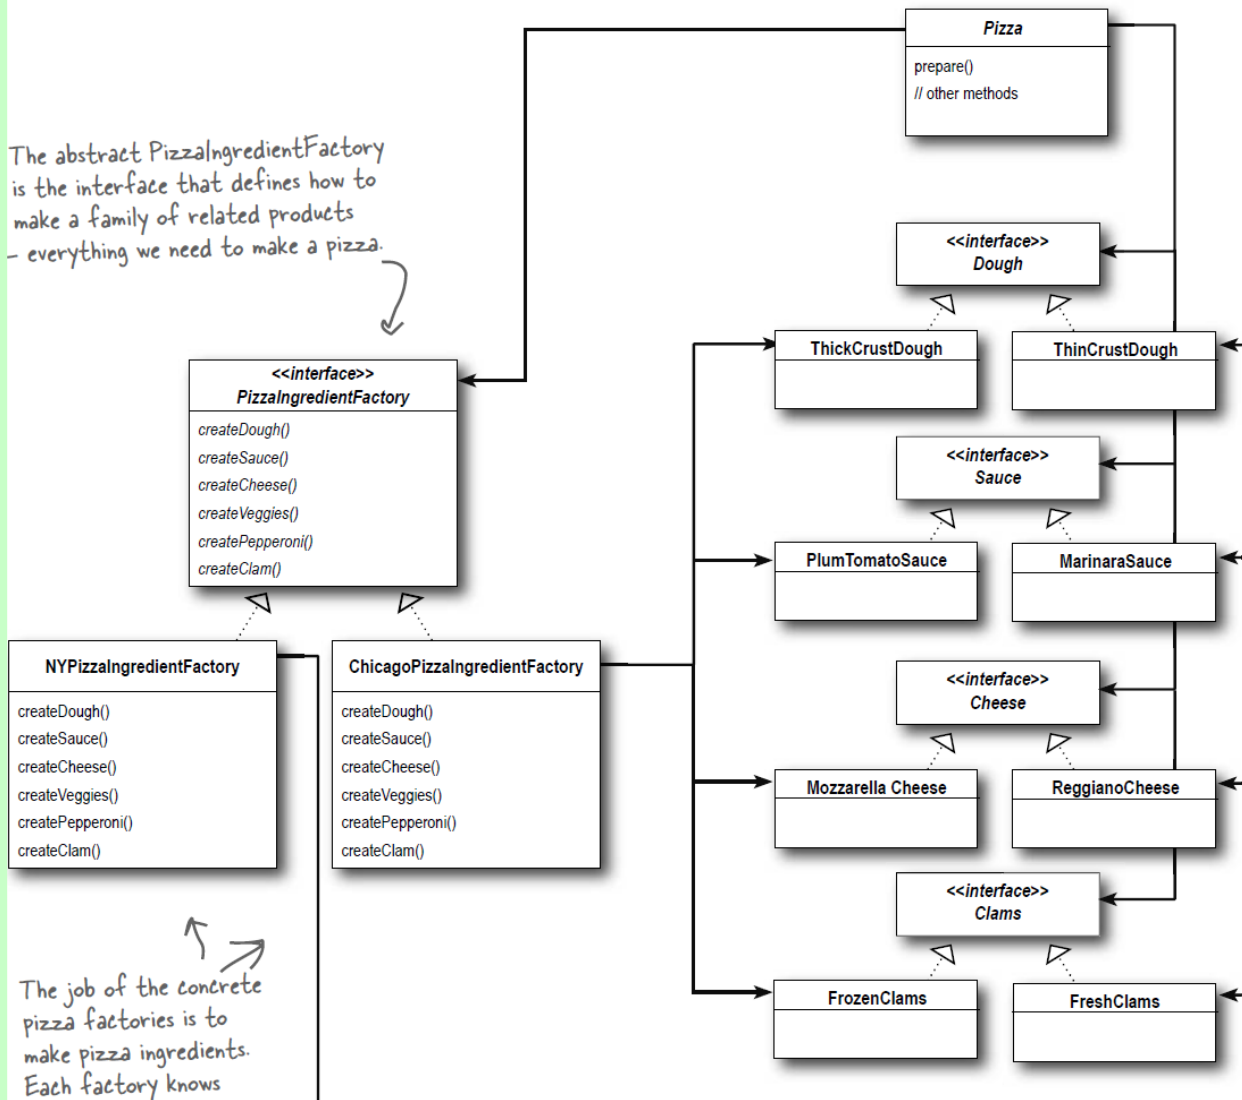 Pizza
prepare()
// other methods
The abstract PizzaIngredientFactory
is the interface that defines how to
make a family of related products
– everything we need to make a pizza.
<<interface>>
Dough
ThickCrustDough
ThinCrustDough
<<interface>>
PizzaIngredientFactory
createDough()
createSauce()
createCheese()
createVeggies()
createPepperoni()
createClam()
<<interface>>
Sauce
PlumTomatoSauce
MarinaraSauce
NYPizzaIngredientFactory
createDough()
createSauce()
createCheese()
createVeggies()
createPepperoni()
createClam()
ChicagoPizzaIngredientFactory
createDough()
createSauce()
createCheese()
createVeggies()
createPepperoni()
createClam()
<<interface>>
Cheese
Mozzarella Cheese
ReggianoCheese
<<interface>>
Clams
FrozenClams
FreshClams
The job of the concrete
pizza factories is to
make pizza ingredients.
Each factory knows